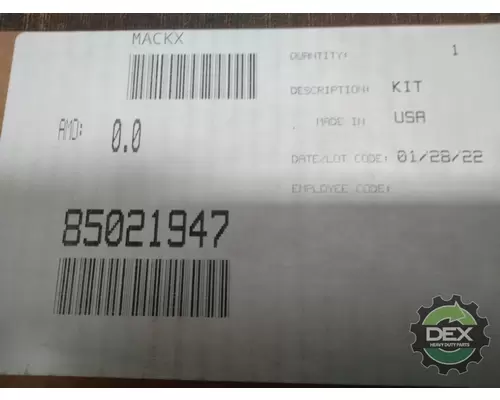 MACKX
QUANTITY: 1
DESCRIPTION: KIT
MADE IN USA
AMD: 0.0
DATE/LOT CODE: 01/28/22
EMPLOYEE CODE:
85021947
DEX
HEAVY DUTY PARTS